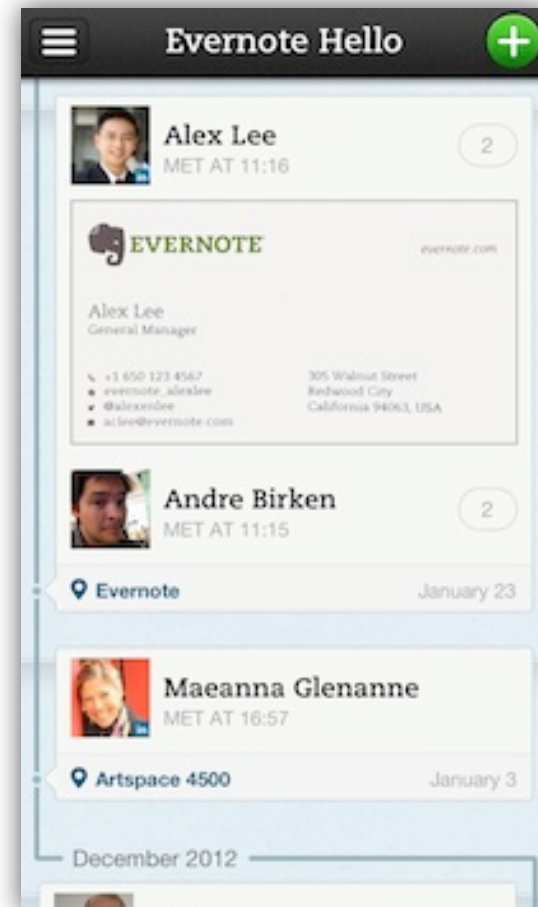 Evernote Hello
Alex Lee
2
MET AT 11:16
EVERNOTE
evernote.com
Alex Lee
General Manager
+1 650 123 4567
305 Walnut Street
evernote_alexlee
Redwood City
@alexenlee
California 94063, USA
aclee@evernote.com
Andre Birken
2
MET AT 11:15
Evernote
January 23
Maeanna Glenanne
MET AT 16:57
Artspace 4500
January 3
December 2012